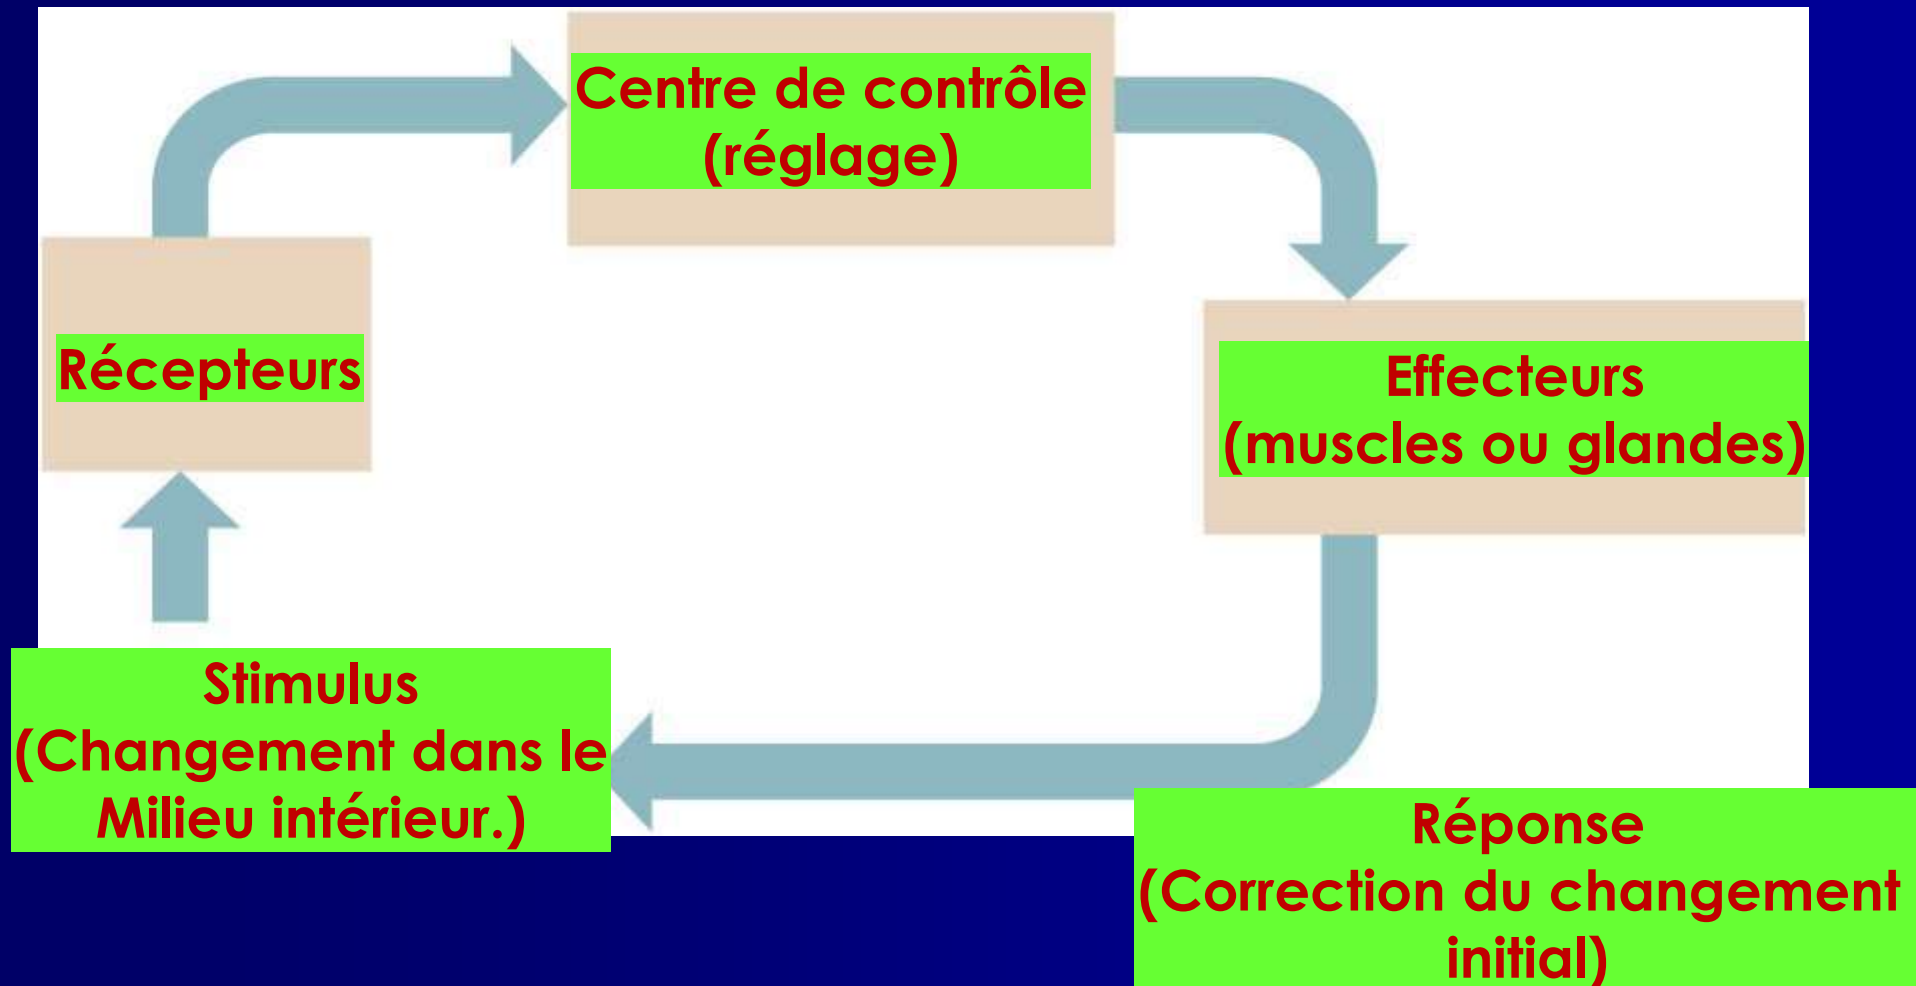 Centre de contrôle
(réglage)
Récepteurs
Effecteurs
(muscles ou glandes)
Stimulus
(Changement dans le
Milieu intérieur.)
Réponse
(Correction du changement
initial)